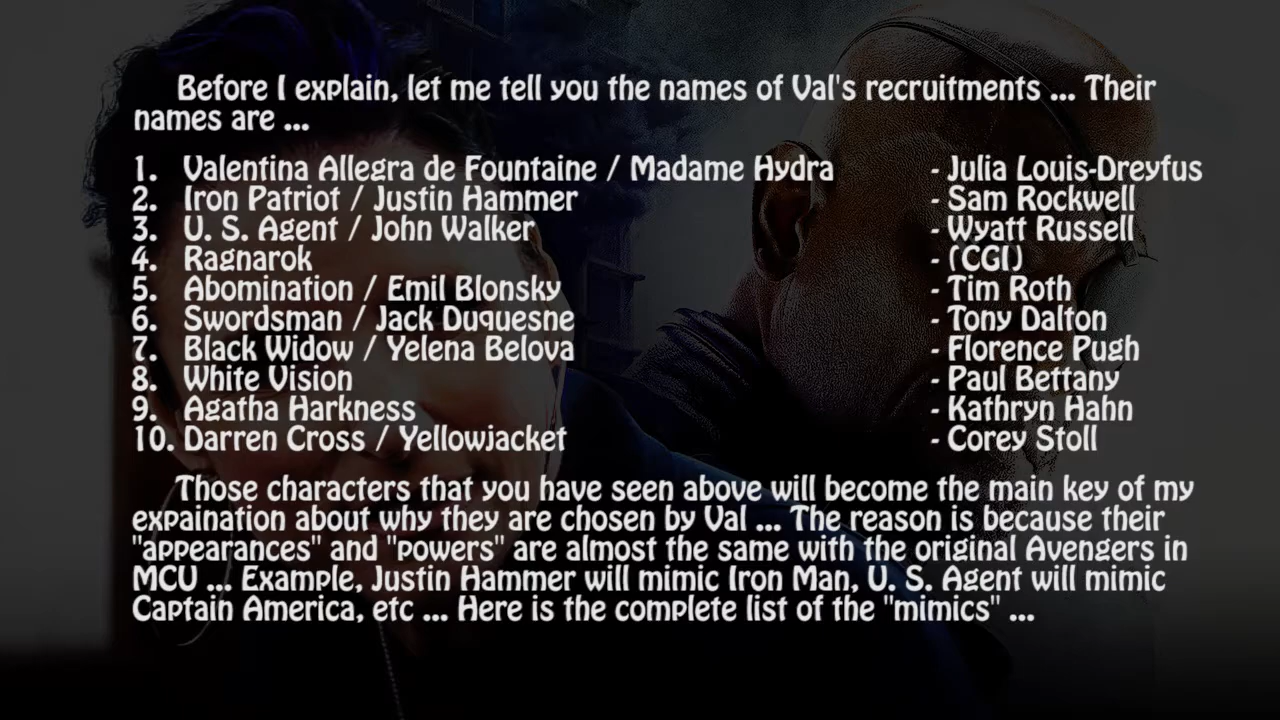 Before I explain, let me tell you the names of Val's recruitments ... Their
names are ...
1. Valentina Allegra de Fountaine / Madame Hydra - Julia Louis-Dreyfus
2. Iron Patriot / Justin Hammer - Sam Rockwell
3. U. S. Agent / John Walker - Wyatt Russell
4. Ragnarok - (CGI)
5. Abomination / Emil Blonsky - Tim Roth
6. Swordsman / Jack Duquesne - Tony Dalton
7. Black Widow / Yelena Belova - Florence Pugh
8. White Vision - Paul Bettany
9. Agatha Harkness - Kathryn Hahn
10. Darren Cross / Yellowjacket - Corey Stoll
Those characters that you have seen above will become the main key of my
expaination about why they are chosen by Val ... The reason is because their
"appearances" and "powers" are almost the same with the original Avengers in
MCU ... Example, Justin Hammer will mimic Iron Man, U. S. Agent will mimic
Captain America, etc ... Here is the complete list of the "mimics" ...